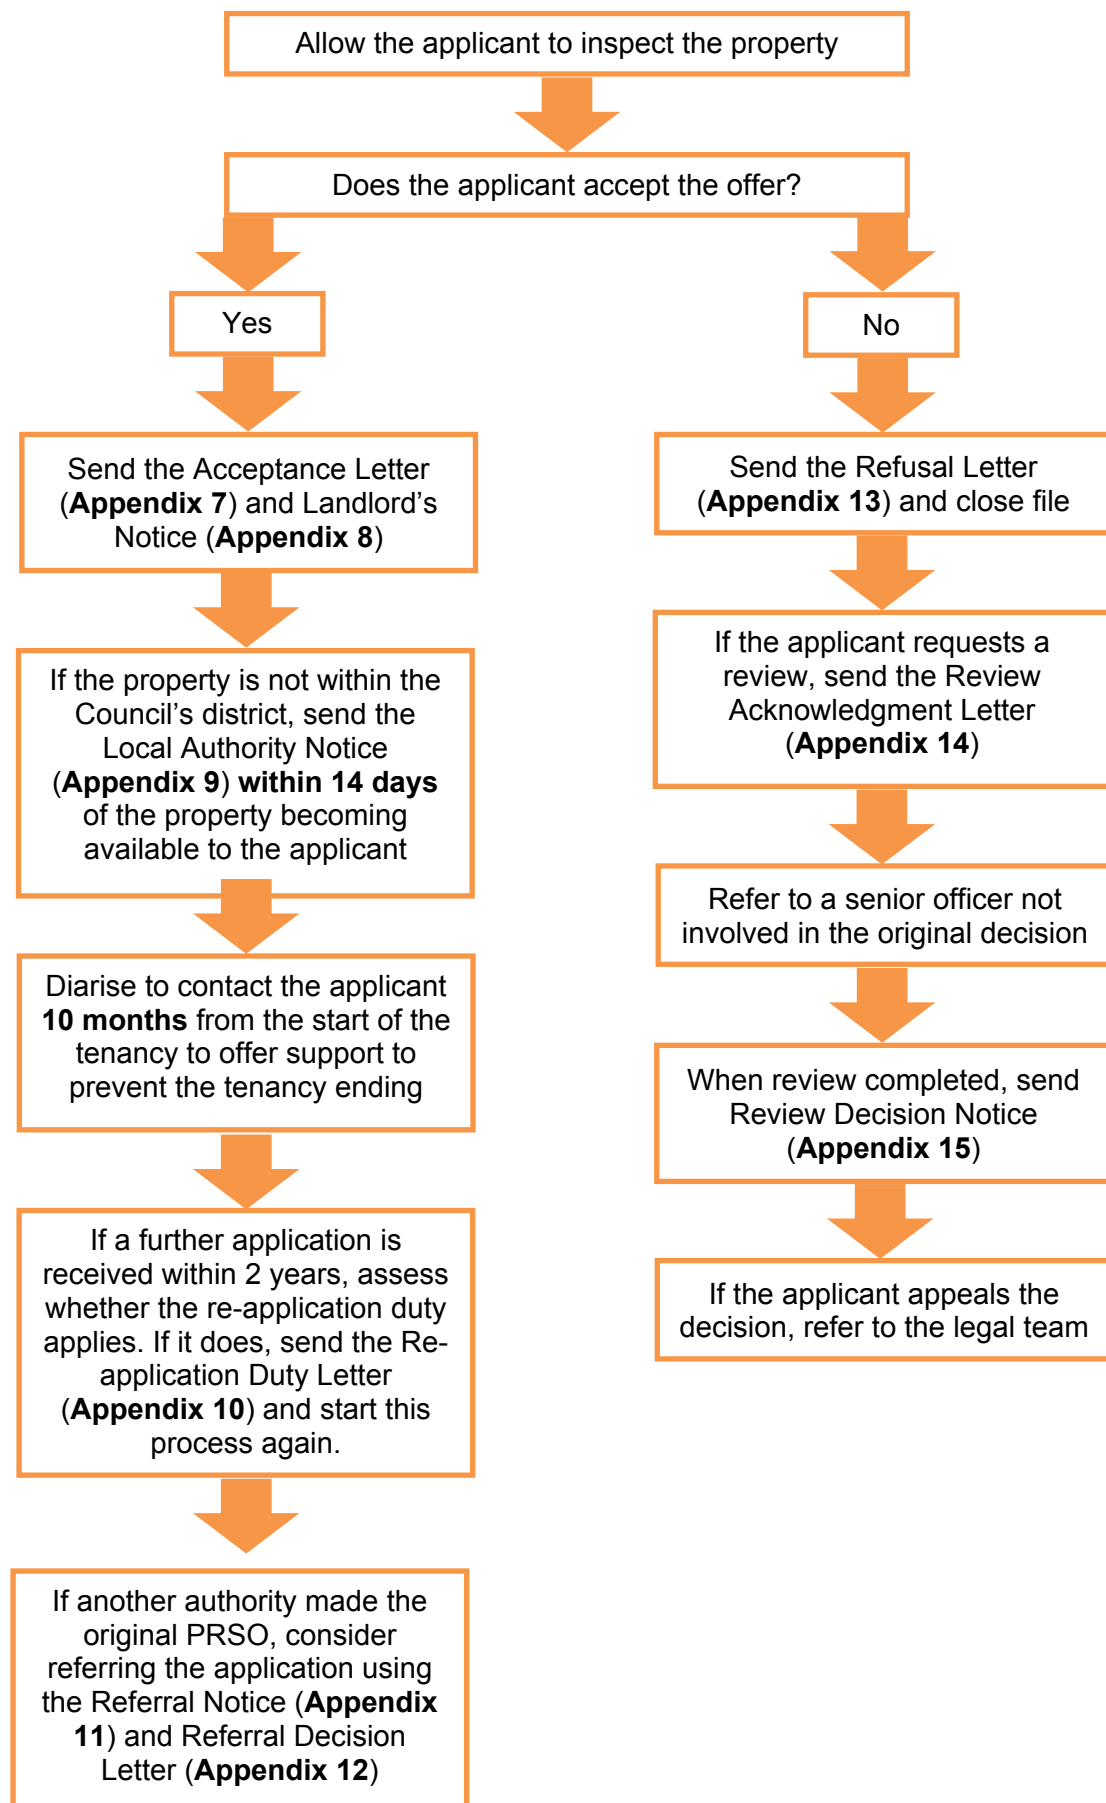 Allow the applicant to inspect the property
Does the applicant accept the offer?
Yes
No
Send the Acceptance Letter
(Appendix 7) and Landlord's
Notice (Appendix 8)
If the property is not within the
Council's district, send the
Local Authority Notice
(Appendix 9) within 14 days
of the property becoming
available to the applicant
Diarise to contact the applicant
10 months from the start of the
tenancy to offer support to
prevent the tenancy ending
If a further application is
received within 2 years, assess
whether the re-application duty
applies. If it does, send the Re-
application Duty Letter
(Appendix 10) and start this
process again.
If another authority made the
original PRSO, consider
referring the application using
the Referral Notice (Appendix
11) and Referral Decision
Letter (Appendix 12)
Send the Refusal Letter
(Appendix 13) and close file
If the applicant requests a
review, send the Review
Acknowledgment Letter
(Appendix 14)
Refer to a senior officer not
involved in the original decision
When review completed, send
Review Decision Notice
(Appendix 15)
If the applicant appeals the
decision, refer to the legal team